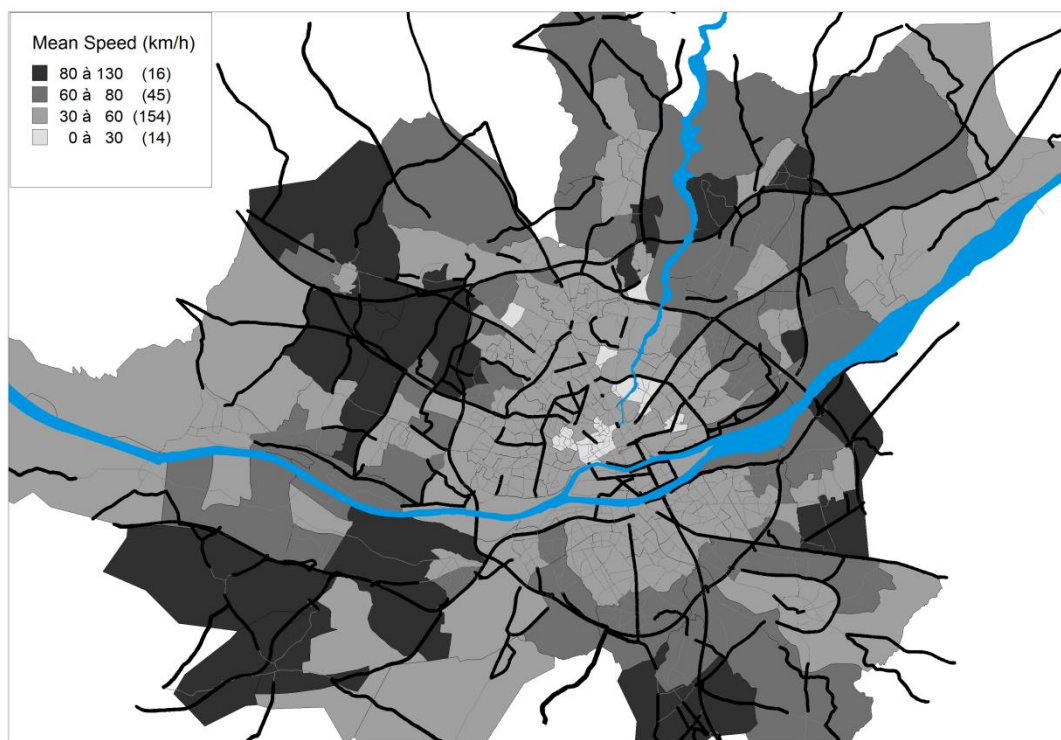 Mean Speed (km/h)
80 à 130 (16)
60 à 80 (45)
30 à 60 (154)
0 à 30 (14)